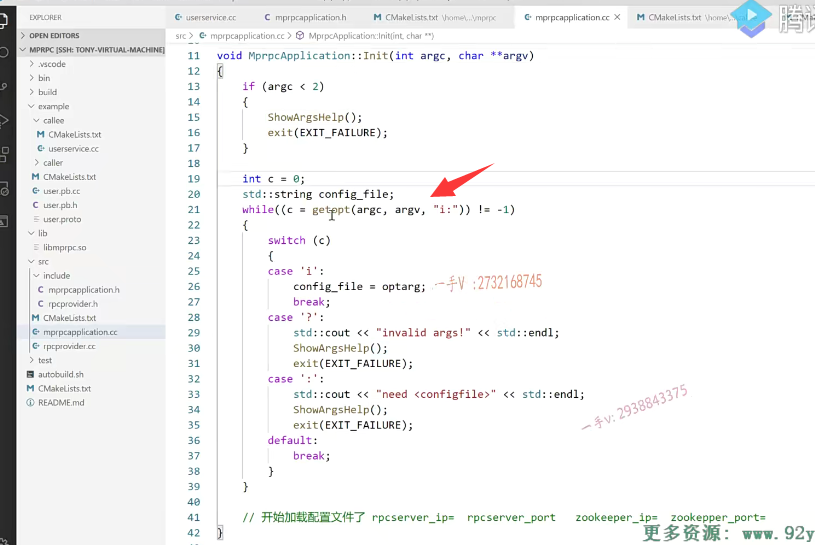 EXPLORER
userservice.cc
mprpcapplication.h
CMakeLists.txt \home\...\mprpc
mprpcapplication.cc
CMakeLists.txt
OPEN EDITORS
src > mprpcapplication.cc > MprpcApplication::Init(int, char **)
MPRPC [SSH: TONY-VIRTUAL-MACHINE]
.vscode
bin
build
example
callee
CMakeLists.txt
userservice.cc
caller
CMakeLists.txt
user.pb.cc
user.pb.h
user.proto
lib
libmprpc.so
src
include
mprpcapplication.h
rpcprovider.h
CMakeLists.txt
mprpcapplication.cc
rpcprovider.cc
test
autobuild.sh
CMakeLists.txt
README.md
11 void MprpcApplication::Init(int argc, char **argv)
12 {
13 if (argc < 2)
14 {
15 ShowArgsHelp();
16 exit(EXIT_FAILURE);
17 }
18
19 int c = 0;
20 std::string config_file;
21 while((c = getopt(argc, argv, "i:")) != -1)
22 {
23 switch (c)
24 {
25 case 'i':
26 config_file = optarg;
27 break;
28 case '?':
29 std::cout << "invalid args!" << std::endl;
30 ShowArgsHelp();
31 exit(EXIT_FAILURE);
32 case ':':
33 std::cout << "need <configfile>" << std::endl;
34 ShowArgsHelp();
35 exit(EXIT_FAILURE);
36 default:
37 break;
38 }
39 }
40
41 // 开始加载配置文件了 rpcserver_ip= rpcserver_port zookeeper_ip= zookepper_port=
42 }
一手V :2732168745
一手v: 2938843375
更多资源: www.92y